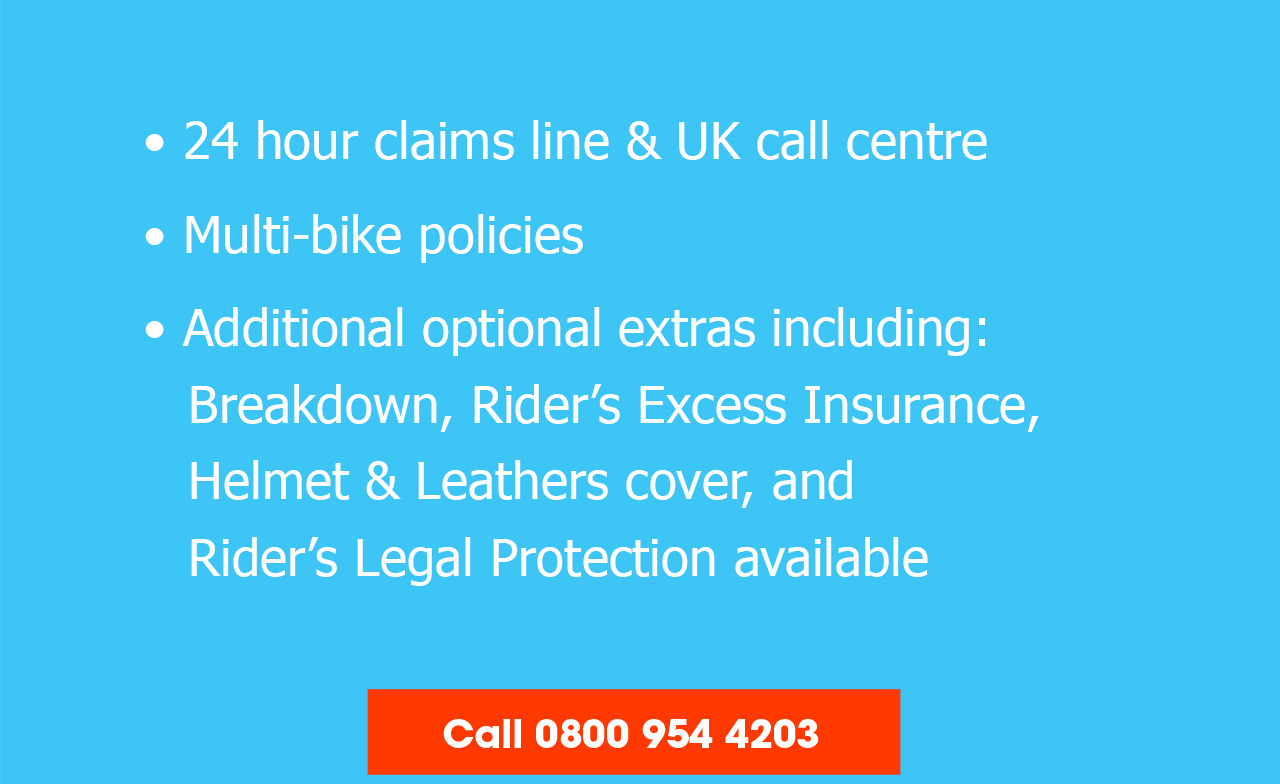 • 24 hour claims line & UK call centre
• Multi-bike policies
• Additional optional extras including:
Breakdown, Rider’s Excess Insurance,
Helmet & Leathers cover, and
Rider’s Legal Protection available
Call 0800 954 4203